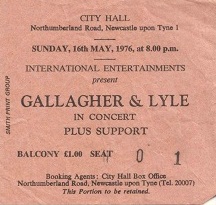 CITY HALL
Northumberland Road, Newcastle upon Tyne 1
SUNDAY, 16th MAY, 1976, at 8.00 p.m.
INTERNATIONAL ENTERTAINMENTS
present
GALLAGHER & LYLE
IN CONCERT
PLUS SUPPORT
BALCONY £1.00 SEAT O 1
Booking Agents: City Hall Box Office
Northumberland Road, Newcastle upon Tyne (Tel. 20007)
This Portion to be retained.
SMITH PRINT GROUP